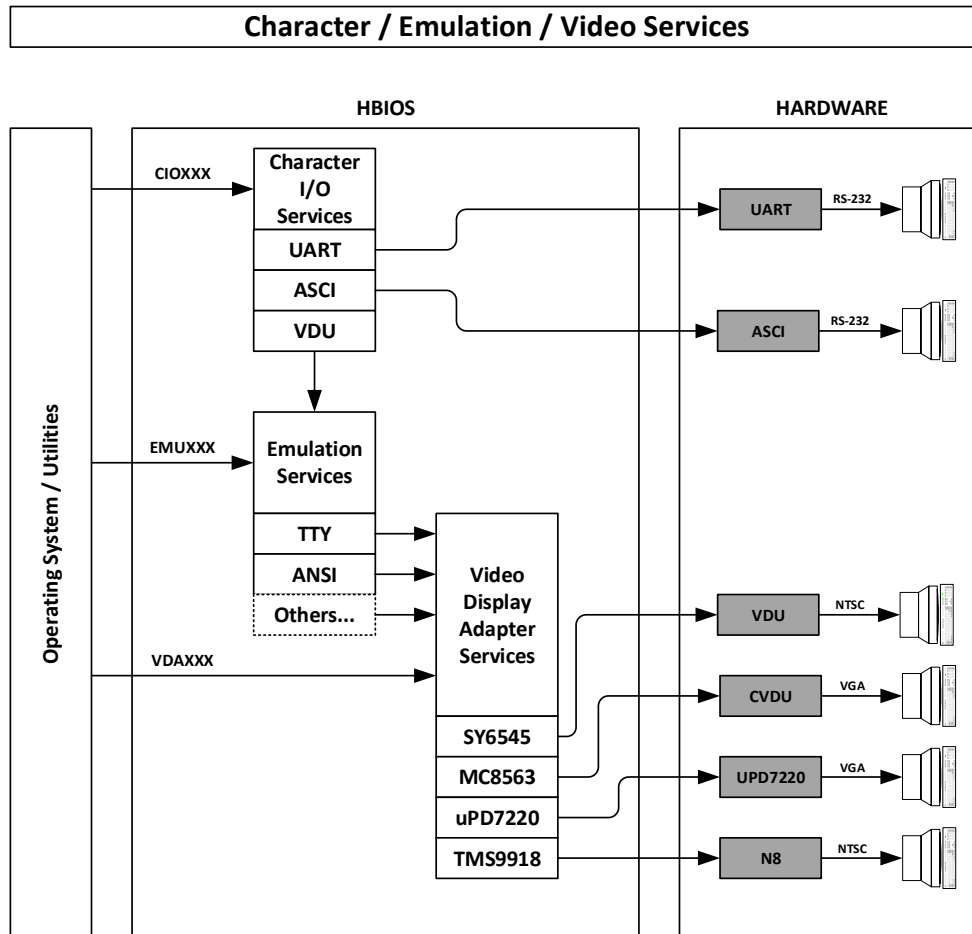 Character / Emulation / Video Services
HBIOS
HARDWARE
Operating System / Utilities
CIOXXX
Character
I/O
Services
UART
ASCI
VDU
UART
RS-232
ASCI
RS-232
EMUXXX
Emulation
Services
TTY
ANSI
Others...
VDAXXX
Video
Display
Adapter
Services
SY6545
MC8563
uPD7220
TMS9918
VDU
NTSC
CVDU
VGA
UPD7220
VGA
N8
NTSC